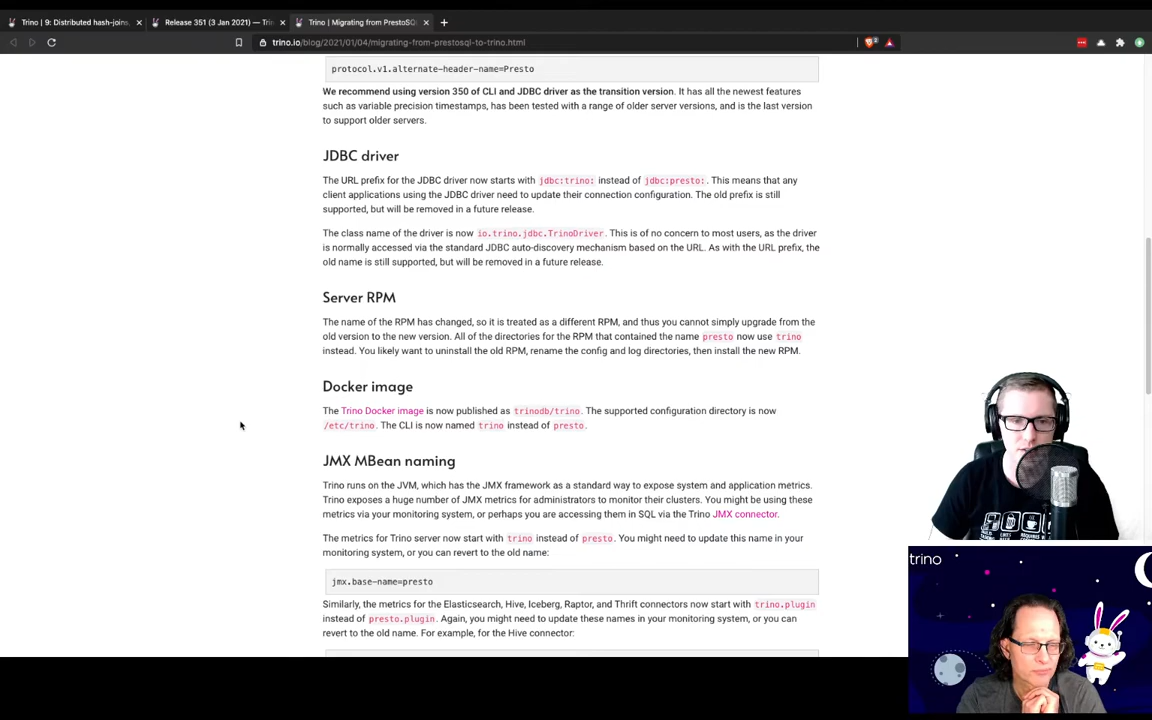 Trino | 9: Distributed hash-joins,
Release 351 (3 Jan 2021) — Trin
Trino | Migrating from PrestoSQ
trino.io/blog/2021/01/04/migrating-from-prestosql-to-trino.html
protocol.v1.alternate-header-name=Presto
We recommend using version 350 of CLI and JDBC driver as the transition version. It has all the newest features
such as variable precision timestamps, has been tested with a range of older server versions, and is the last version
to support older servers.
JDBC driver
The URL prefix for the JDBC driver now starts with jdbc:trino: instead of jdbc:presto:. This means that any
client applications using the JDBC driver need to update their connection configuration. The old prefix is still
supported, but will be removed in a future release.
The class name of the driver is now io.trino.jdbc.TrinoDriver. This is of no concern to most users, as the driver
is normally accessed via the standard JDBC auto-discovery mechanism based on the URL. As with the URL prefix, the
old name is still supported, but will be removed in a future release.
Server RPM
The name of the RPM has changed, so it is treated as a different RPM, and thus you cannot simply upgrade from the
old version to the new version. All of the directories for the RPM that contained the name presto now use trino
instead. You likely want to uninstall the old RPM, rename the config and log directories, then install the new RPM.
Docker image
The Trino Docker image is now published as trinodb/trino. The supported configuration directory is now
/etc/trino. The CLI is now named trino instead of presto.
JMX MBean naming
Trino runs on the JVM, which has the JMX framework as a standard way to expose system and application metrics.
Trino exposes a huge number of JMX metrics for administrators to monitor their clusters. You might be using these
metrics via your monitoring system, or perhaps you are accessing them in SQL via the Trino JMX connector.
The metrics for Trino server now start with trino instead of presto. You might need to update this name in your
monitoring system, or you can revert to the old name:
jmx.base-name=presto
Similarly, the metrics for the Elasticsearch, Hive, Iceberg, Raptor, and Thrift connectors now start with trino.plugin
instead of presto.plugin. Again, you might need to update these names in your monitoring system, or you can
revert to the old name. For example, for the Hive connector:
trino